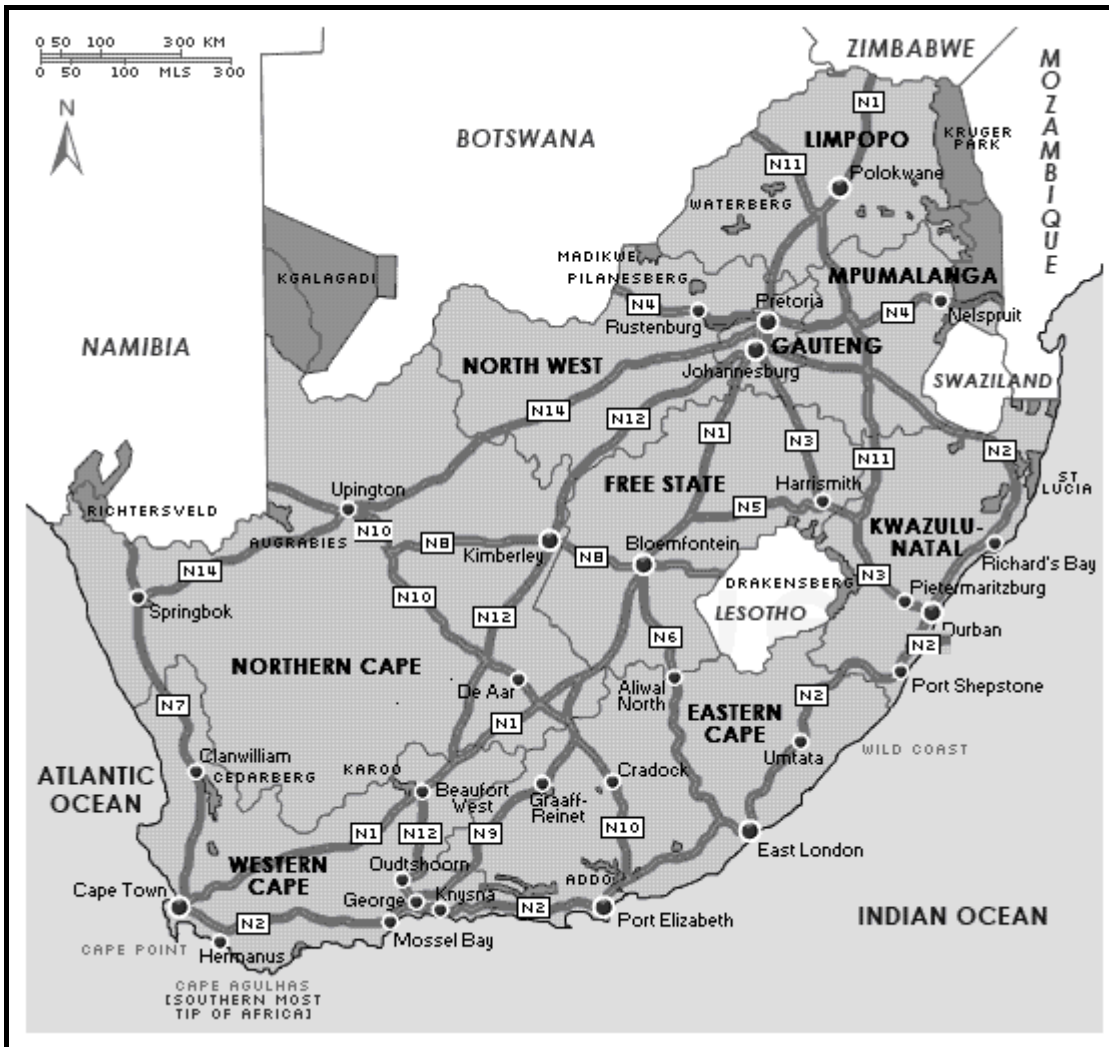 0 50 100 300 KM
0 50 100 MLS 300
N
ZIMBABWE
MOZAMBIQUE
BOTSWANA
N1
LIMPOPO
KRUGER
PARK
N11
Polokwane
WATERBERG
MADIKWE
PILANESBERG
KGALAGADI
MPUMALANGA
N4
Rustenburg
Pretoria
N4
Nelspruit
NAMIBIA
NORTH WEST
GAUTENG
Johannesburg
SWAZILAND
N14
N12
N1
N3
N11
N2
FREE STATE
Harrismith
ST
LUCIA
Upington
RICHTERSVELD
N10
AUGRABIES
N8
Kimberley
N5
KWAZULU-
NATAL
Bloemfontein
N8
Richard's Bay
N14
Springbok
N10
DRAKENSBERG
N3
Pietermaritzburg
LESOTHO
Durban
N12
N6
N2
NORTHERN CAPE
De Aar
Aliwal
North
Port Shepstone
N7
N1
EASTERN
CAPE
N2
Umtata
WILD COAST
Clanwilliam
CEDARBERG
KAROO
ATLANTIC
OCEAN
Beaufort
West
Graaff-
Reinet
Cradock
N1
N12
N9
N10
East London
WESTERN
CAPE
Oudtshoorn
ADDO
Cape Town
George
Knysna
N2
N2
Port Elizabeth
INDIAN OCEAN
Mossel Bay
CAPE POINT
Hermanus
CAPE AGULHAS
[SOUTHERN MOST
TIP OF AFRICA]